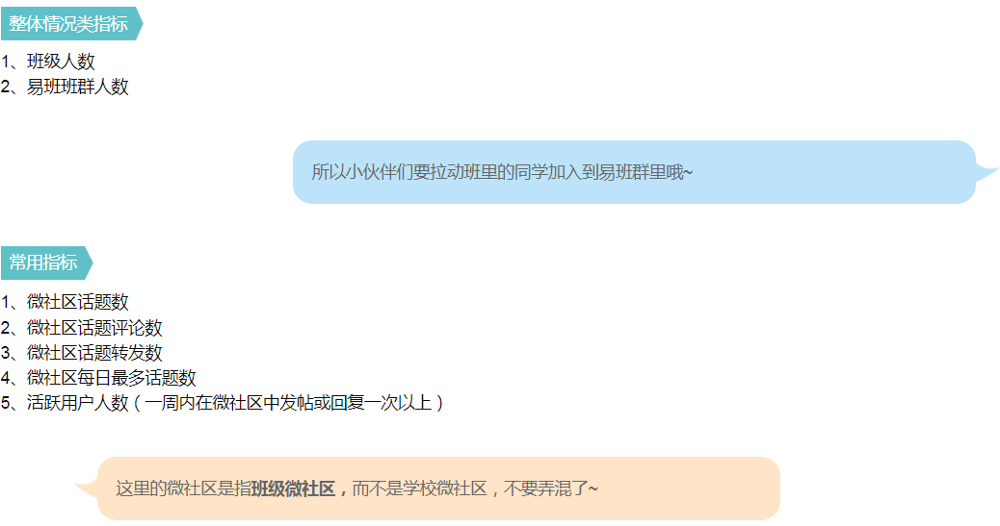 整体情况类指标
1、班级人数
2、易班班群人数
所以小伙伴们要拉动班里的同学加入到易班群里哦~
常用指标
1、微社区话题数
2、微社区话题评论数
3、微社区话题转发数
4、微社区每日最多话题数
5、活跃用户人数（一周内在微社区中发帖或回复一次以上）
这里的微社区是指班级微社区，而不是学校微社区，不要弄混了~